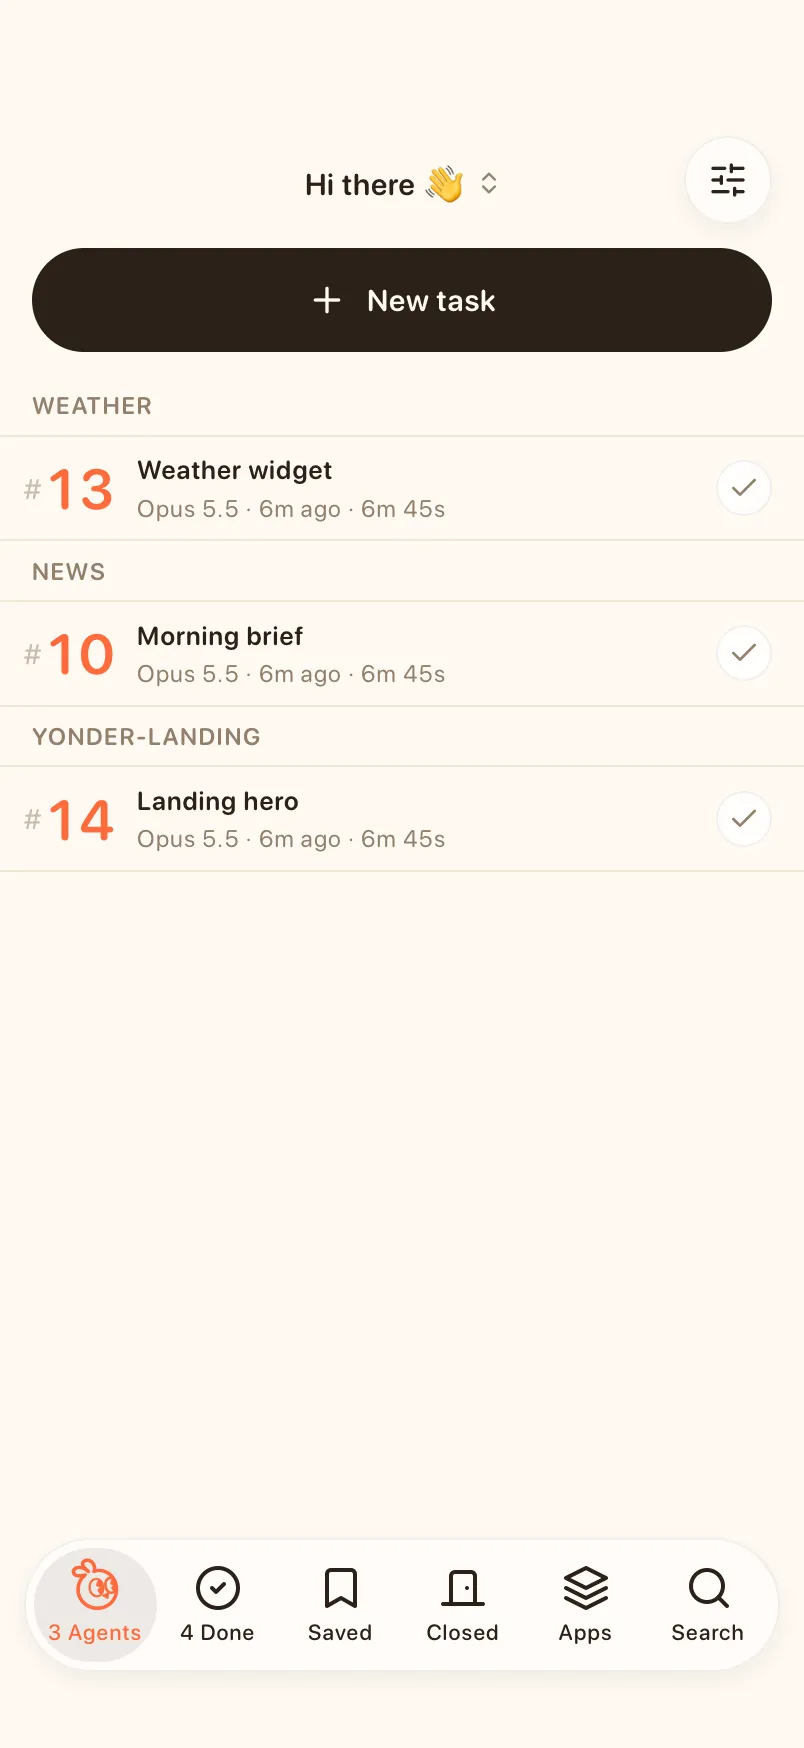 Hi there 👋
New task
WEATHER
#13 Weather widget
Opus 5.5 · 6m ago · 6m 45s
NEWS
#10 Morning brief
Opus 5.5 · 6m ago · 6m 45s
YONDER-LANDING
#14 Landing hero
Opus 5.5 · 6m ago · 6m 45s
3 Agents
4 Done
Saved
Closed
Apps
Search